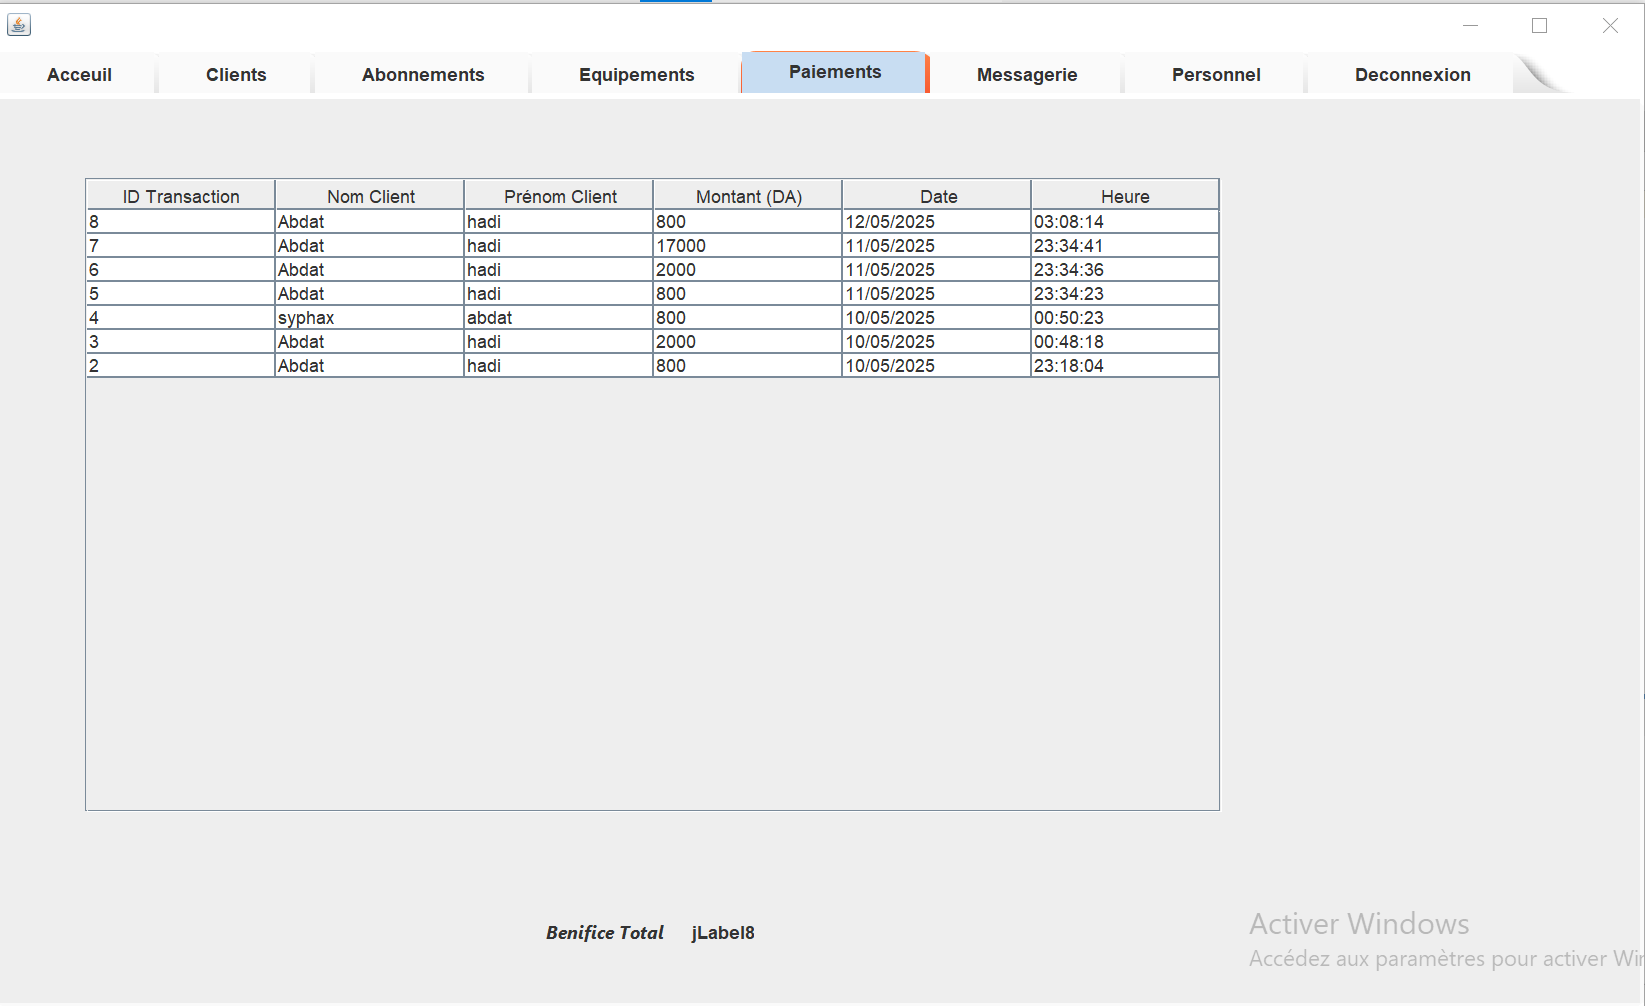 Acceuil Clients Abonnements Equipements Paiements Messagerie Personnel Deconnexion
ID Transaction Nom Client Prénom Client Montant (DA) Date Heure
8 Abdat hadi 800 12/05/2025 03:08:14
7 Abdat hadi 17000 11/05/2025 23:34:41
6 Abdat hadi 2000 11/05/2025 23:34:36
5 Abdat hadi 800 11/05/2025 23:34:23
4 syphax abdat 800 10/05/2025 00:50:23
3 Abdat hadi 2000 10/05/2025 00:48:18
2 Abdat hadi 800 10/05/2025 23:18:04
Benifice Total jLabel8
Activer Windows
Accédez aux paramètres pour activer